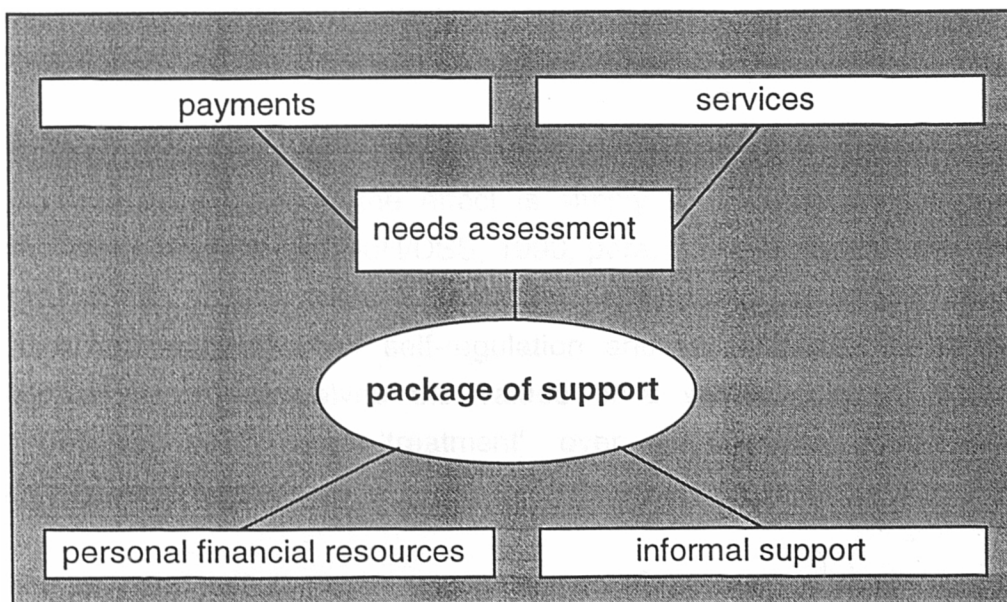 payments
services
needs assessment
package of support
personal financial resources
informal support